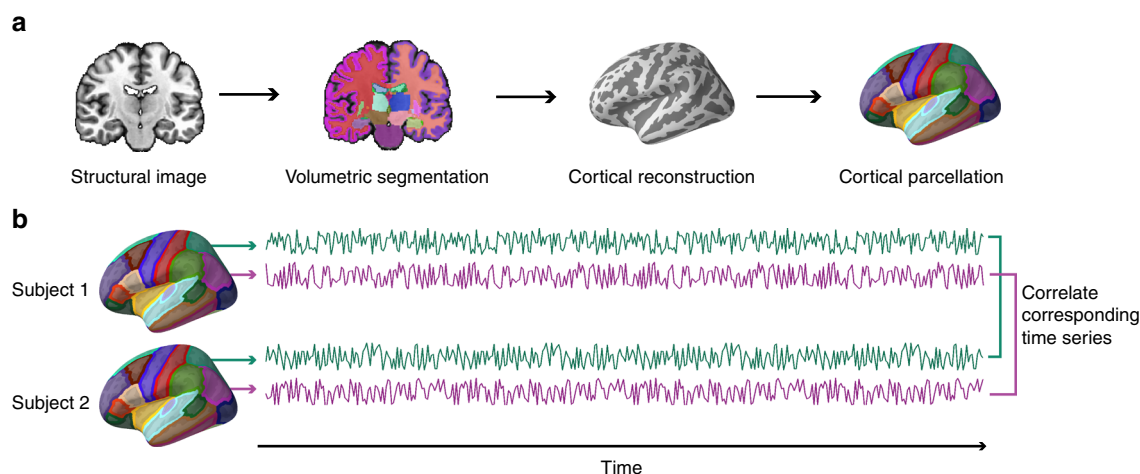 a
Structural image
Volumetric segmentation
Cortical reconstruction
Cortical parcellation
b
Subject 1
Subject 2
Correlate
corresponding
time series
Time